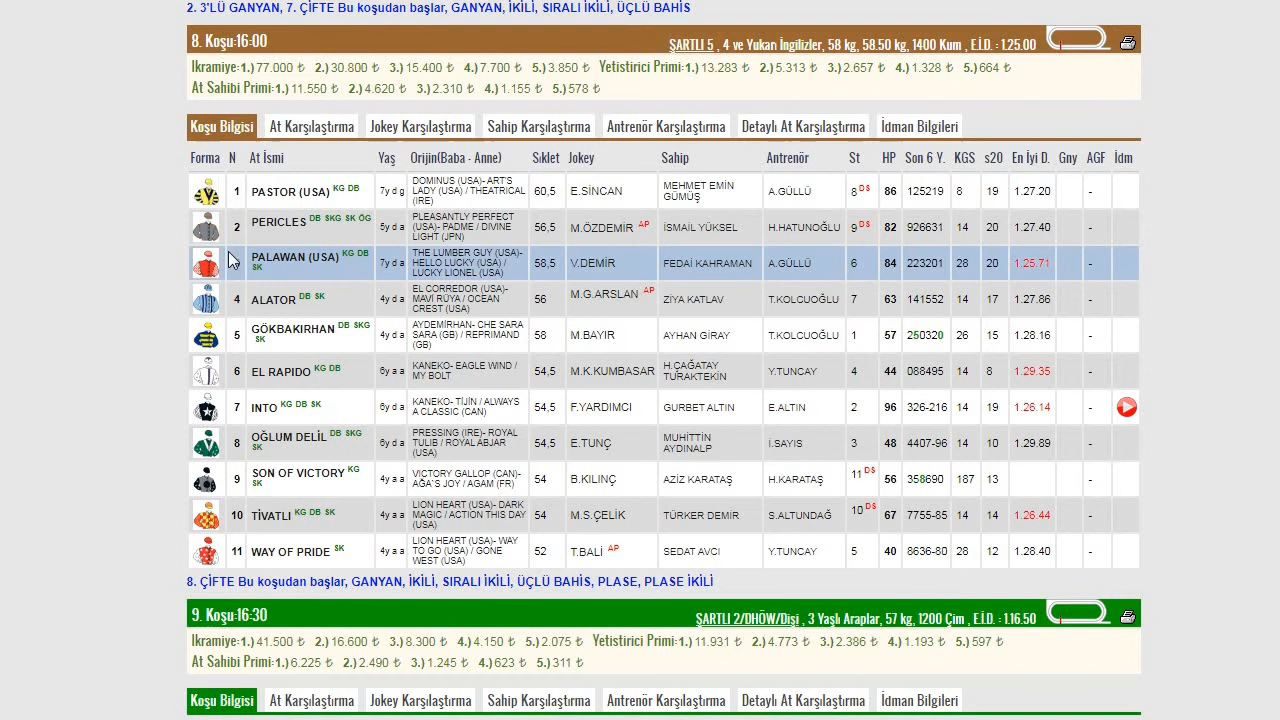 2. 3'LÜ GANYAN, 7. ÇİFTE Bu koşudan başlar, GANYAN, İKİLİ, SIRALI İKİLİ, ÜÇLÜ BAHİS
8. Koşu:16:00 ŞARTLI 5 , 4 ve Yukarı İngilizler, 58 kg, 58.50 kg, 1400 Kum , E.İ.D. : 1.25.00
İkramiye:1.) 77.000 ₺ 2.) 30.800 ₺ 3.) 15.400 ₺ 4.) 7.700 ₺ 5.) 3.850 ₺ Yetistirici Primi:1.) 13.283 ₺ 2.) 5.313 ₺ 3.) 2.657 ₺ 4.) 1.328 ₺ 5.) 664 ₺
At Sahibi Primi:1.) 11.550 ₺ 2.) 4.620 ₺ 3.) 2.310 ₺ 4.) 1.155 ₺ 5.) 578 ₺
Koşu Bilgisi At Karşılaştırma Jokey Karşılaştırma Sahip Karşılaştırma Antrenör Karşılaştırma Detaylı At Karşılaştırma İdman Bilgileri
Forma N At İsmi Yaş Orijin(Baba - Anne) Sıklet Jokey Sahip Antrenör St HP Son 6 Y. KGS s20 En İyi D. Gny AGF İdm
1 PASTOR (USA) KG DB 7y d g DOMINUS (USA)- ART'S LADY (USA) / THEATRICAL (IRE) 60,5 E.SİNCAN MEHMET EMİN GÜMÜŞ A.GÜLLÜ 8 DS 86 125219 8 19 1.27.20 -
2 PERICLES DB SKG SK ÖG 5y d a PLEASANTLY PERFECT (USA)- PADME / DIVINE LIGHT (JPN) 56,5 M.ÖZDEMİR AP İSMAİL YÜKSEL H.HATUNOĞLU 9 DS 82 926631 14 20 1.27.40 -
PALAWAN (USA) KG DB SK 7y d a THE LUMBER GUY (USA)- HELLO LUCKY (USA) / LUCKY LIONEL (USA) 58,5 V.DEMİR FEDAİ KAHRAMAN A.GÜLLÜ 6 84 223201 28 20 1.25.71 -
4 ALATOR DB SK 4y d a EL CORREDOR (USA)- MAVİ RÜYA / OCEAN CREST (USA) 56 M.G.ARSLAN AP ZİYA KATLAV T.KOLCUOĞLU 7 63 141552 14 17 1.27.86 -
5 GÖKBAKIRHAN DB SKG SK 4y d a AYDEMİRHAN- CHE SARA SARA (GB) / REPRIMAND (GB) 58 M.BAYIR AYHAN GİRAY T.KOLCUOĞLU 1 57 250320 26 15 1.28.16 -
6 EL RAPIDO KG DB 6y a a KANEKO- EAGLE WIND / MY BOLT 54,5 M.K.KUMBASAR H.ÇAĞATAY TURAKTEKİN Y.TUNCAY 4 44 088495 14 8 1.29.35 -
7 INTO KG DB SK 6y d a KANEKO- TİJİN / ALWAYS A CLASSIC (CAN) 54,5 F.YARDIMCI GURBET ALTIN E.ALTIN 2 96 326-216 14 19 1.26.14 -
8 OĞLUM DELİL DB SKG SK 6y d a PRESSING (IRE)- ROYAL TULIB / ROYAL ABJAR (USA) 54,5 E.TUNÇ MUHİTTİN AYDINALP İ.SAYIS 3 48 4407-96 14 10 1.29.89 -
9 SON OF VICTORY KG SK 4y a a VICTORY GALLOP (CAN)- AĞA`S JOY / AGAM (FR) 54 B.KILINÇ AZİZ KARATAŞ H.KARATAŞ 11 DS 56 358690 187 13 -
10 TİVATLI KG DB SK 4y a a LION HEART (USA)- DARK MAGIC / ACTION THIS DAY (USA) 54 M.S.ÇELİK TÜRKER DEMİR S.ALTUNDAĞ 10 DS 67 7755-85 14 14 1.26.44 -
11 WAY OF PRIDE SK 4y a a LION HEART (USA)- WAY TO GO (USA) / GONE WEST (USA) 52 T.BALİ AP SEDAT AVCI Y.TUNCAY 5 40 8636-80 28 12 1.28.40 -
8. ÇİFTE Bu koşudan başlar, GANYAN, İKİLİ, SIRALI İKİLİ, ÜÇLÜ BAHİS, PLASE, PLASE İKİLİ
9. Koşu:16:30 ŞARTLI 2/DHÖW/Dişi , 3 Yaşlı Araplar, 57 kg, 1200 Çim , E.İ.D. : 1.16.50
İkramiye:1.) 41.500 ₺ 2.) 16.600 ₺ 3.) 8.300 ₺ 4.) 4.150 ₺ 5.) 2.075 ₺ Yetistirici Primi:1.) 11.931 ₺ 2.) 4.773 ₺ 3.) 2.386 ₺ 4.) 1.193 ₺ 5.) 597 ₺
At Sahibi Primi:1.) 6.225 ₺ 2.) 2.490 ₺ 3.) 1.245 ₺ 4.) 623 ₺ 5.) 311 ₺
Koşu Bilgisi At Karşılaştırma Jokey Karşılaştırma Sahip Karşılaştırma Antrenör Karşılaştırma Detaylı At Karşılaştırma İdman Bilgileri